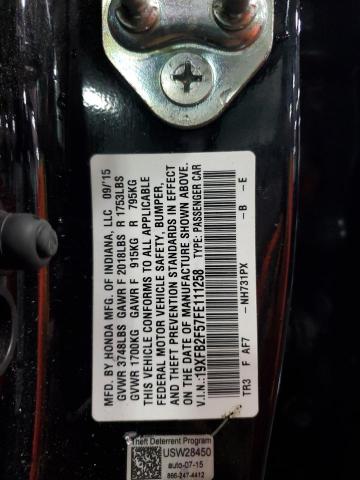 MFD. BY HONDA MFG. OF INDIANA, LLC 09/15
GVWR 3748LBS GAWR F 2018LBS R 1753LBS
GVWR 1700KG GAWR F 915KG R 795KG
THIS VEHICLE CONFORMS TO ALL APPLICABLE
FEDERAL MOTOR VEHICLE SAFETY, BUMPER,
AND THEFT PREVENTION STANDARDS IN EFFECT
ON THE DATE OF MANUFACTURE SHOWN ABOVE.
V.I.N.: 19XFB2F57FE111258 TYPE: PASSENGER CAR
TR3 F AF7 -NH731PX -B -E
Theft Deterrent Program
USW28450
auto-07-15
866-247-4412